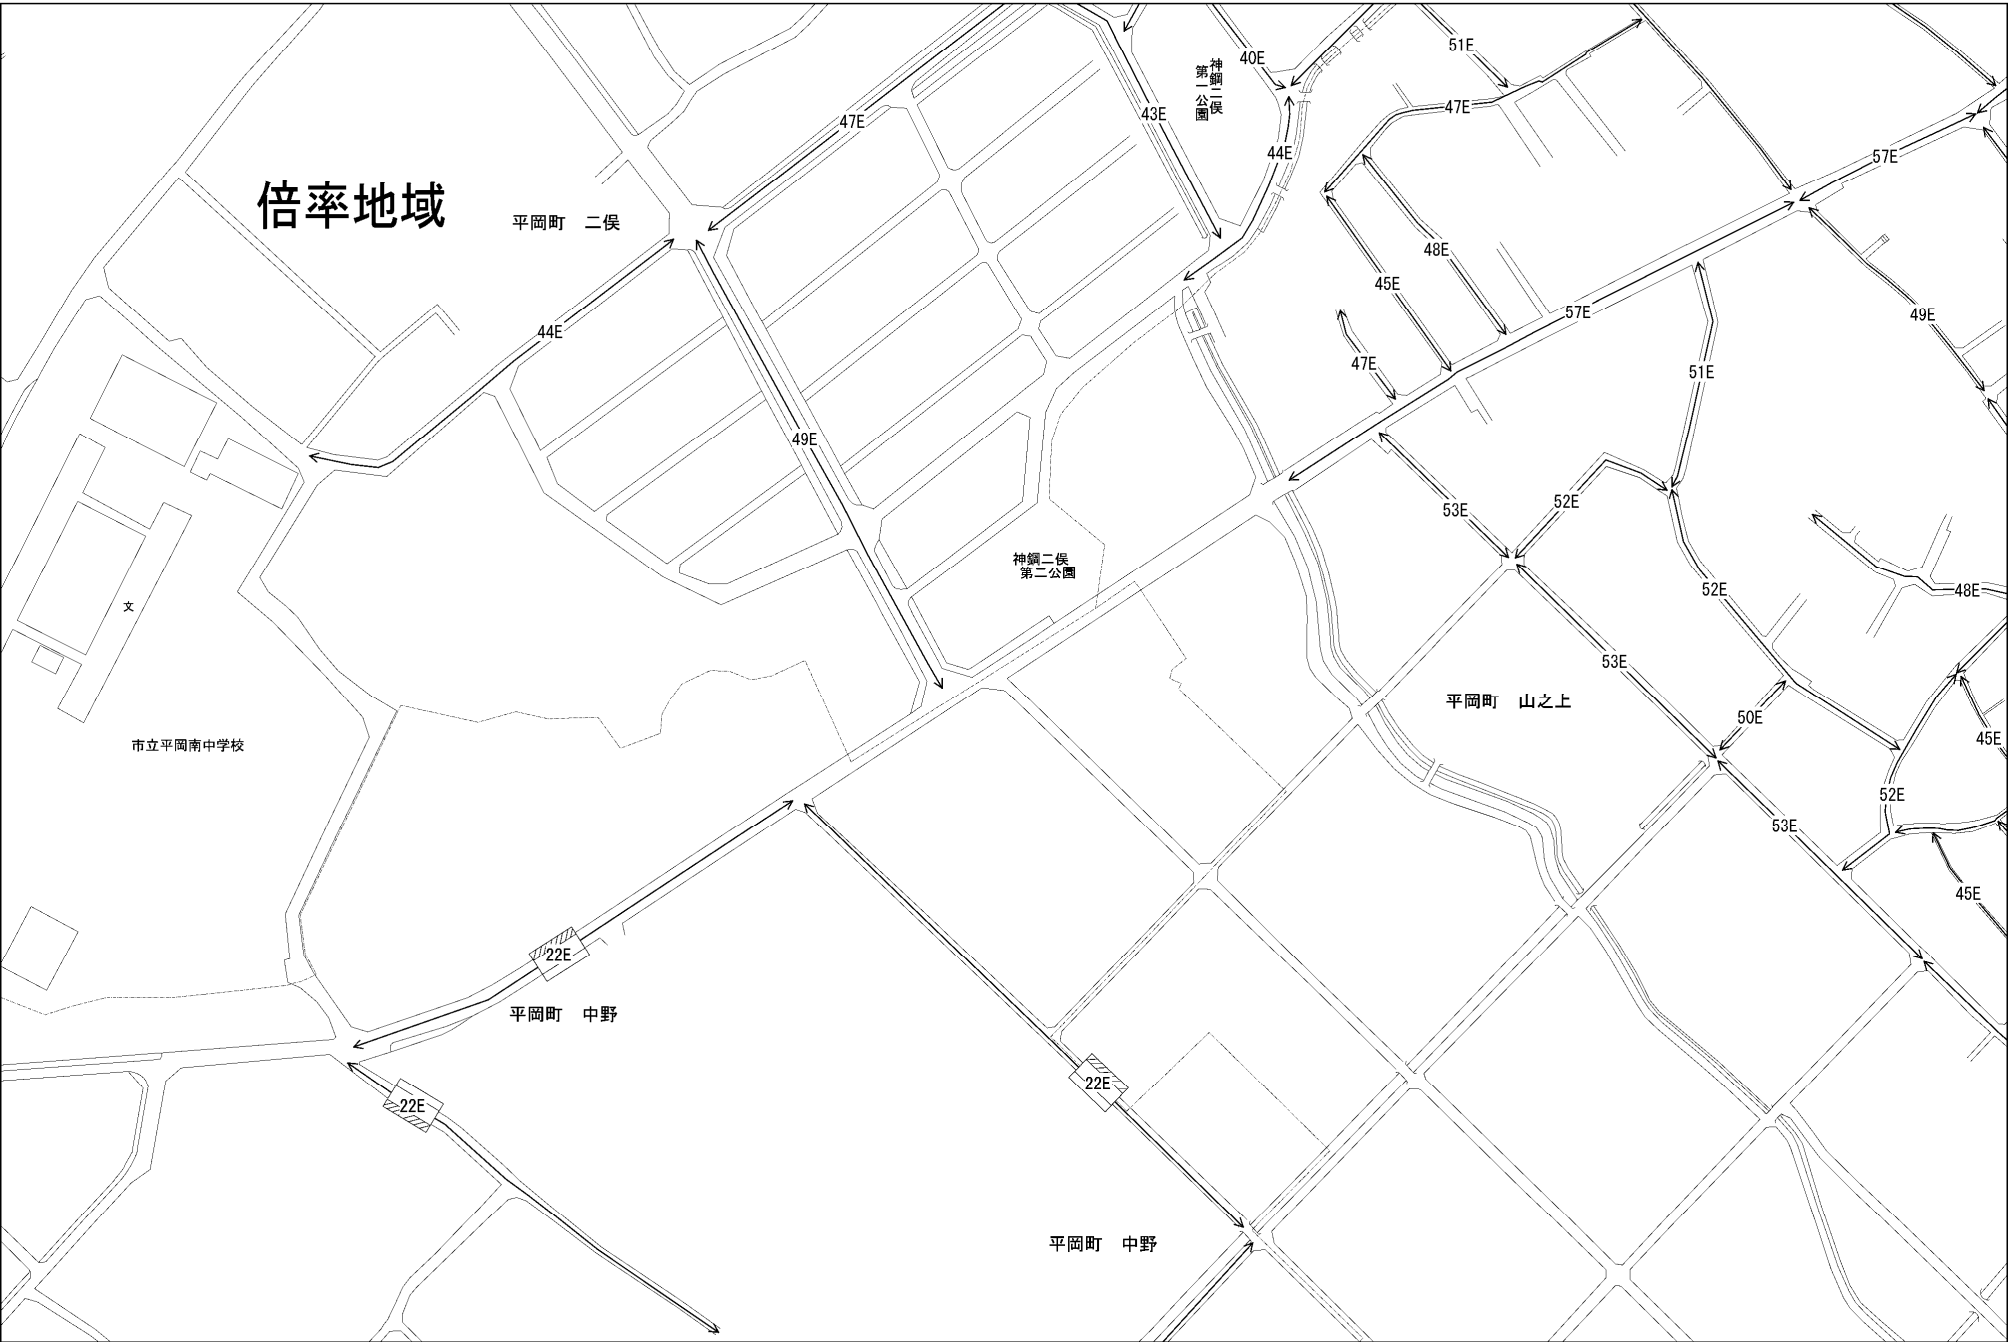 51E
40E
神鋼二俣
第一公園
47E
43E
47E
44E
57E
倍率地域
平岡町 二俣
48E
45E
57E
49E
44E
47E
51E
49E
52E
53E
神鋼二俣
第二公園
52E
48E
文
53E
平岡町 山之上
50E
45E
市立平岡南中学校
52E
53E
45E
22E
平岡町 中野
22E
22E
平岡町 中野